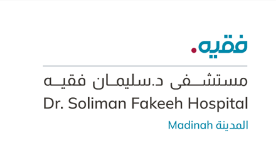 فقيه.
مستشفى د.سليمان فقيه
Dr. Soliman Fakeeh Hospital
Madinah المدينة